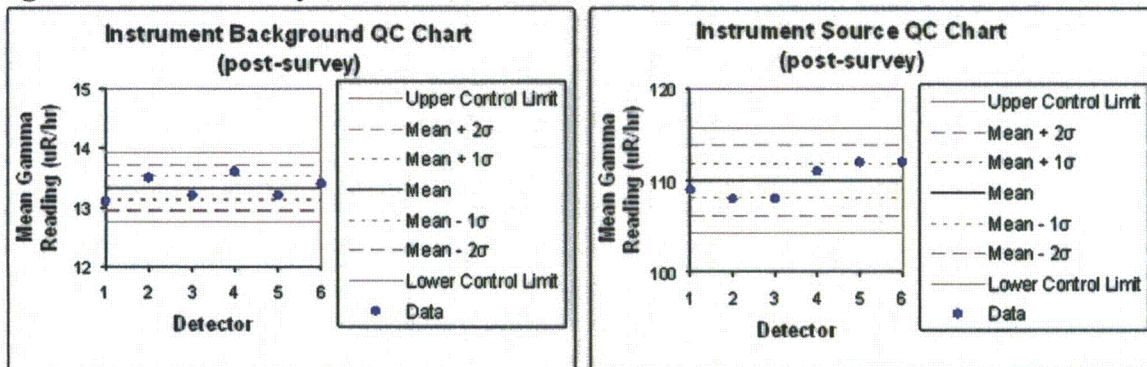 Instrument Background QC Chart
(post-survey)
Mean Gamma
Reading (uR/hr)
15
14
13
12
1 2 3 4 5 6
Detector
Upper Control Limit
Mean + 2σ
Mean + 1σ
Mean
Mean - 1σ
Mean - 2σ
Lower Control Limit
Data
Instrument Source QC Chart
(post-survey)
Mean Gamma
Reading (uR/hr)
120
110
100
1 2 3 4 5 6
Detector
Upper Control Limit
Mean + 2σ
Mean + 1σ
Mean
Mean - 1σ
Mean - 2σ
Lower Control Limit
Data